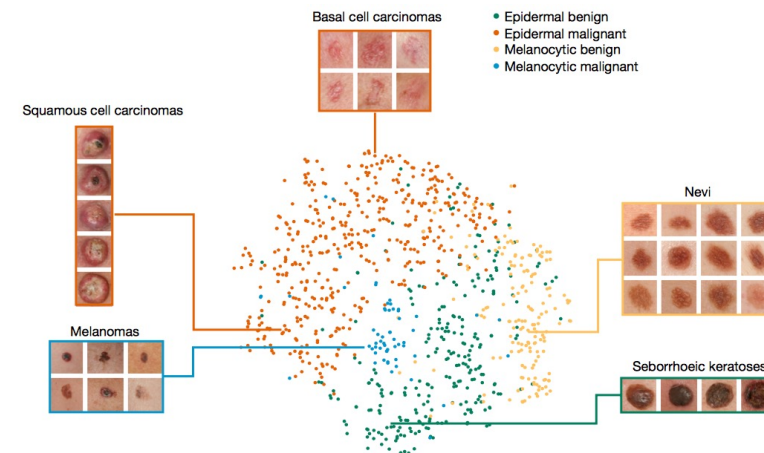 Basal cell carcinomas
Epidermal benign
Epidermal malignant
Melanocytic benign
Melanocytic malignant
Squamous cell carcinomas
Nevi
Melanomas
Seborrhoeic keratoses